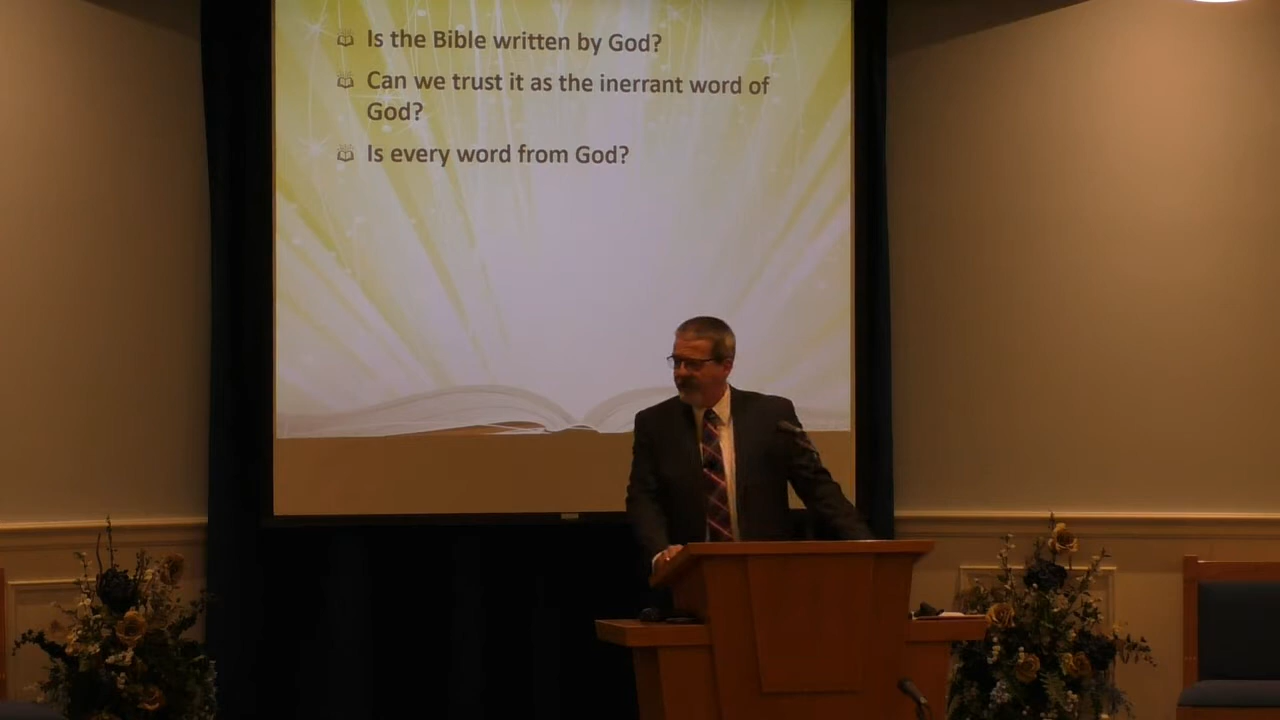 Is the Bible written by God?
Can we trust it as the inerrant word of
God?
Is every word from God?